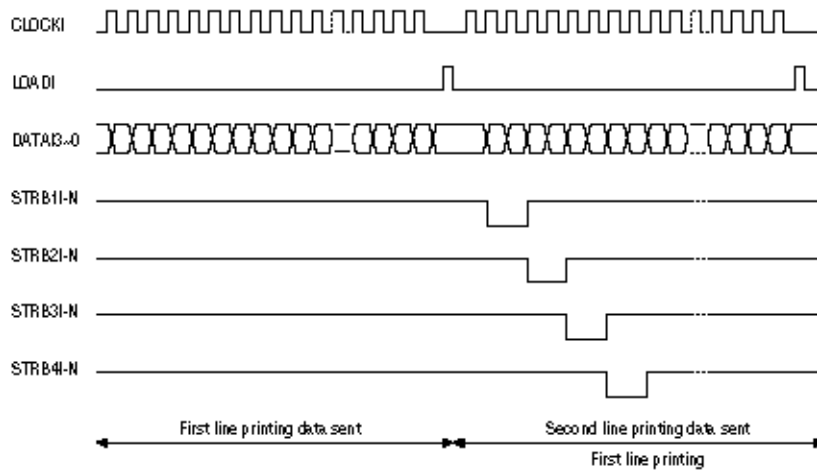 CLOCKI
LOADI
DATAI3~0
STRB1I-N
STRB2I-N
STRB3I-N
STRB4I-N
First line printing data sent
Second line printing data sent
First line printing